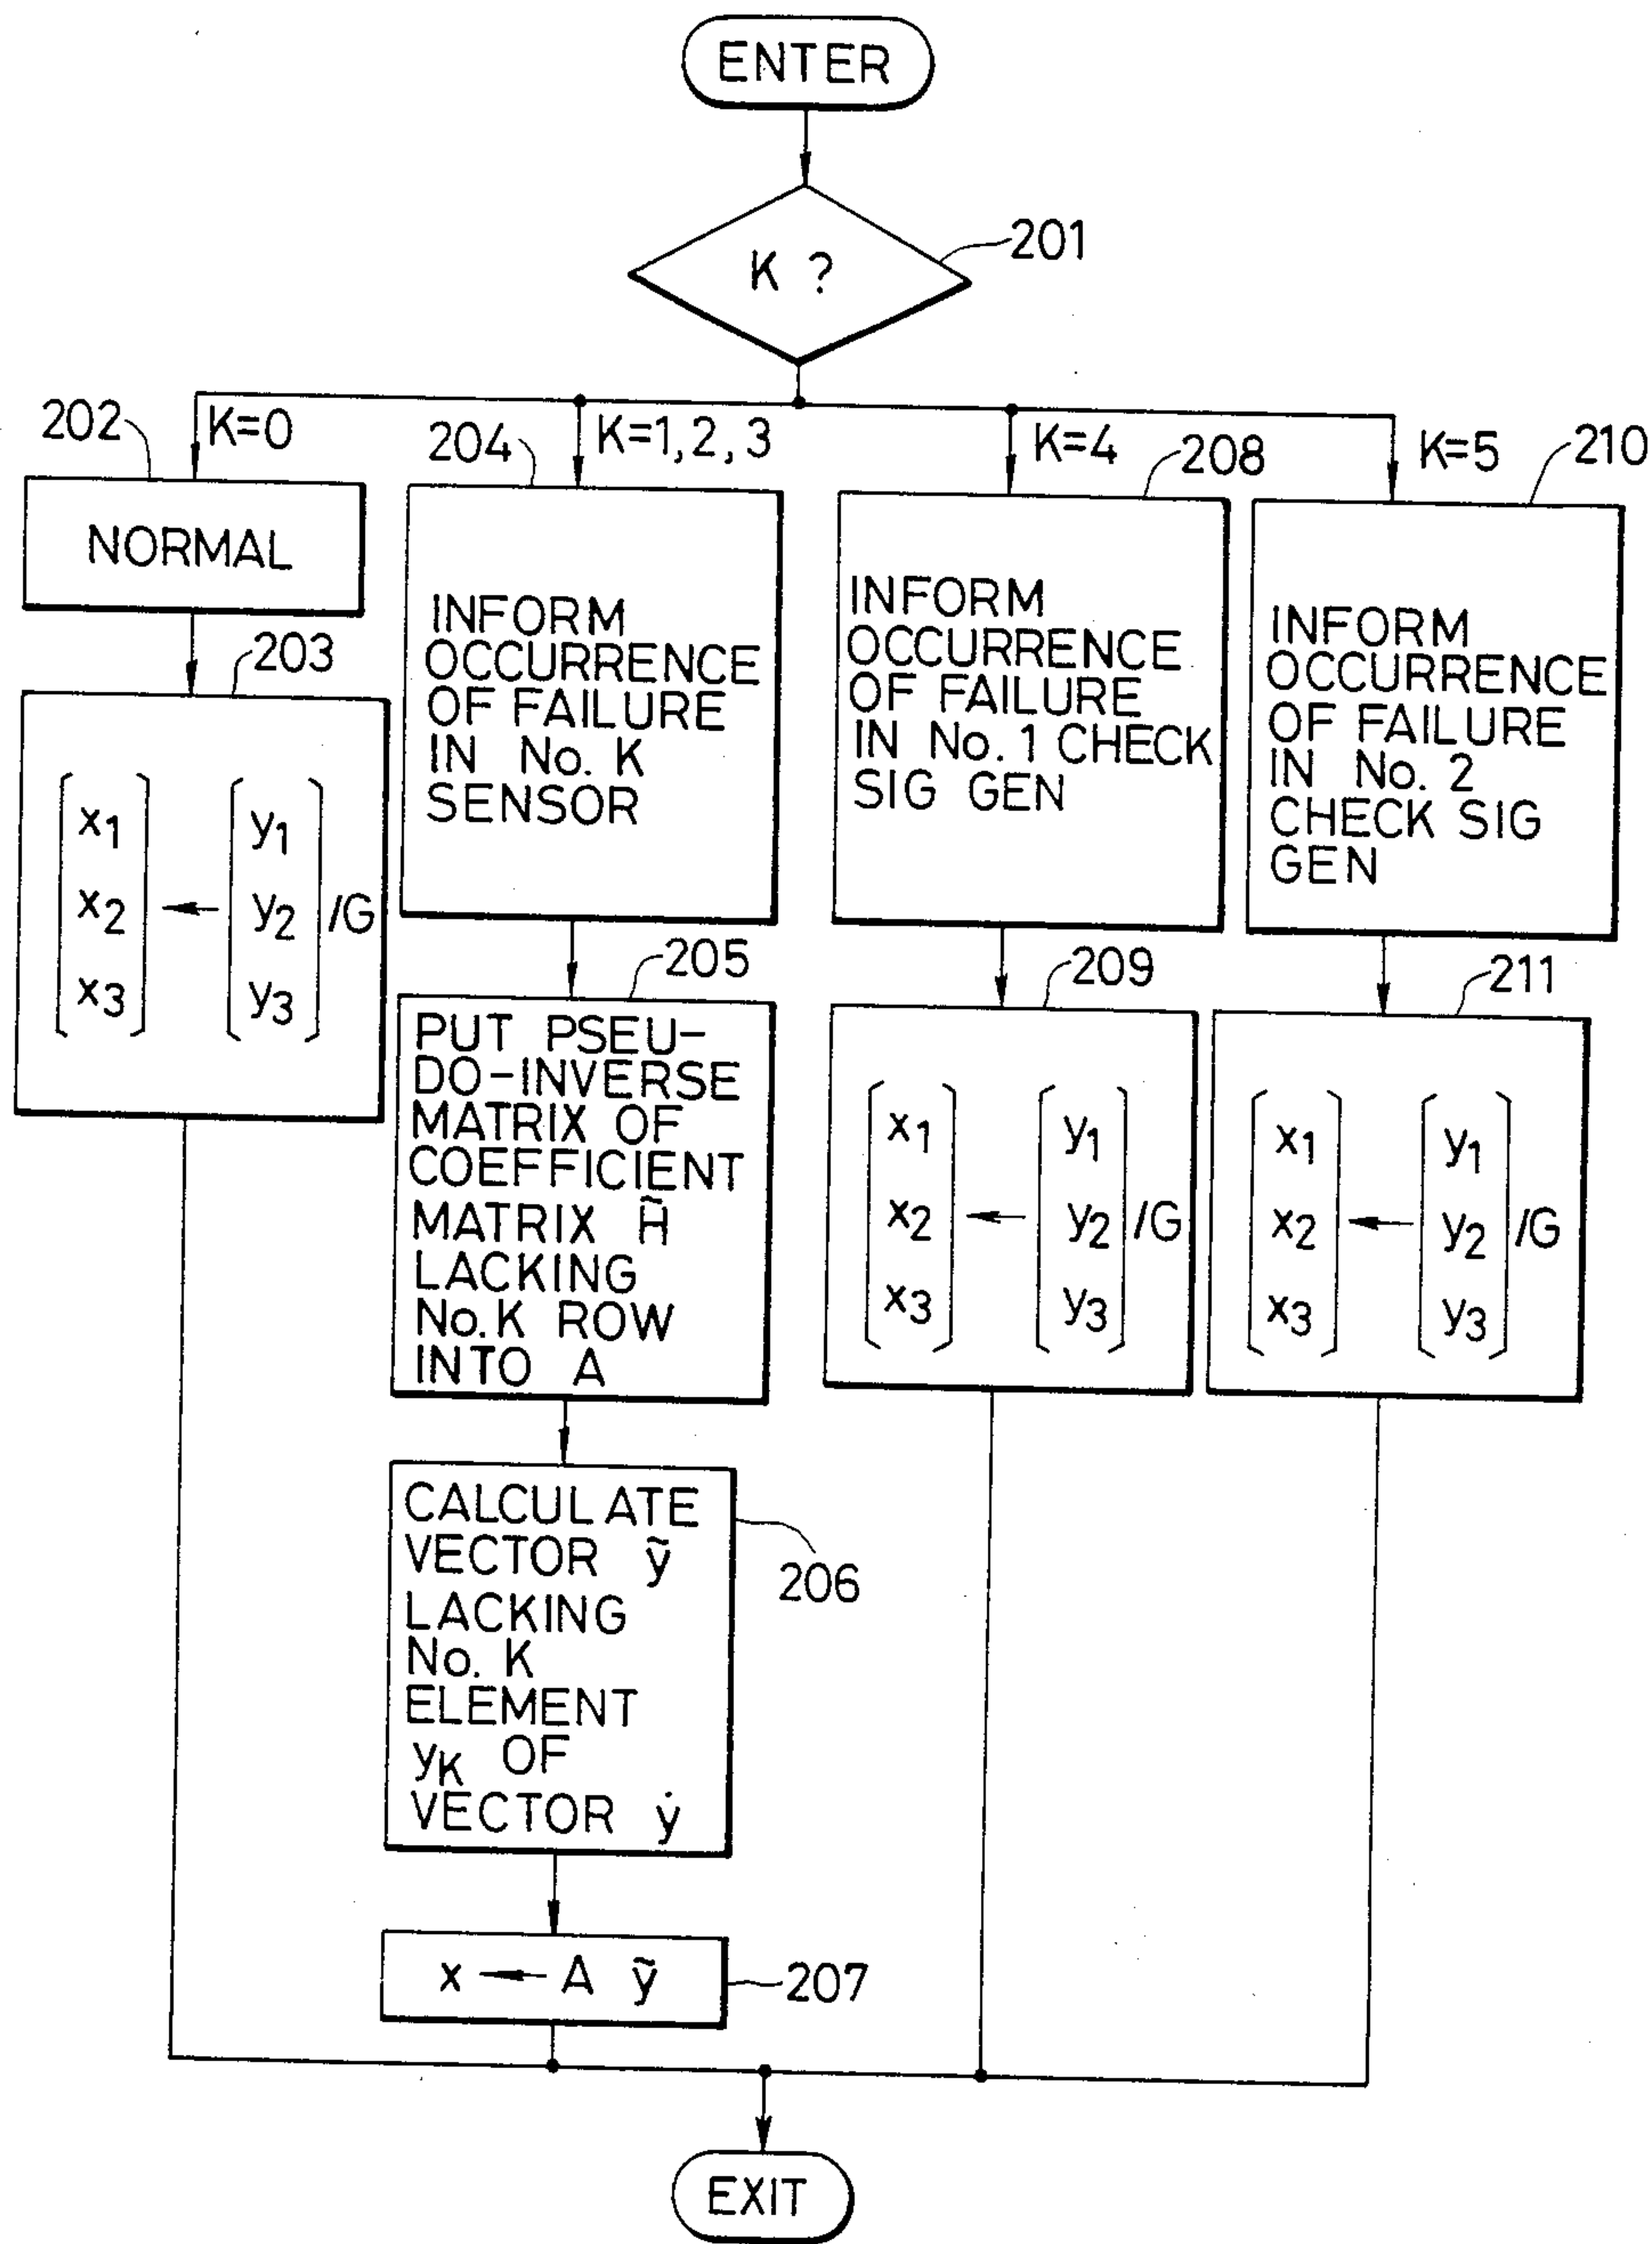 ENTER
K ?
201
K=0
K=1, 2, 3
K=4
K=5
202
NORMAL
203
x1
x2
x3
←
y1
y2
y3
/G
204
INFORM
OCCURRENCE
OF FAILURE
IN No. K
SENSOR
205
PUT PSEU-
DO-INVERSE
MATRIX OF
COEFFICIENT
MATRIX H̃
LACKING
No. K ROW
INTO A
CALCULATE
VECTOR ỹ
LACKING
No. K
ELEMENT
yK OF
VECTOR ẏ
206
x ← A ỹ
207
208
INFORM
OCCURRENCE
OF FAILURE
IN No. 1 CHECK
SIG GEN
209
x1
x2
x3
←
y1
y2
y3
/G
210
INFORM
OCCURRENCE
OF FAILURE
IN No. 2
CHECK SIG
GEN
211
x1
x2
x3
←
y1
y2
y3
/G
EXIT